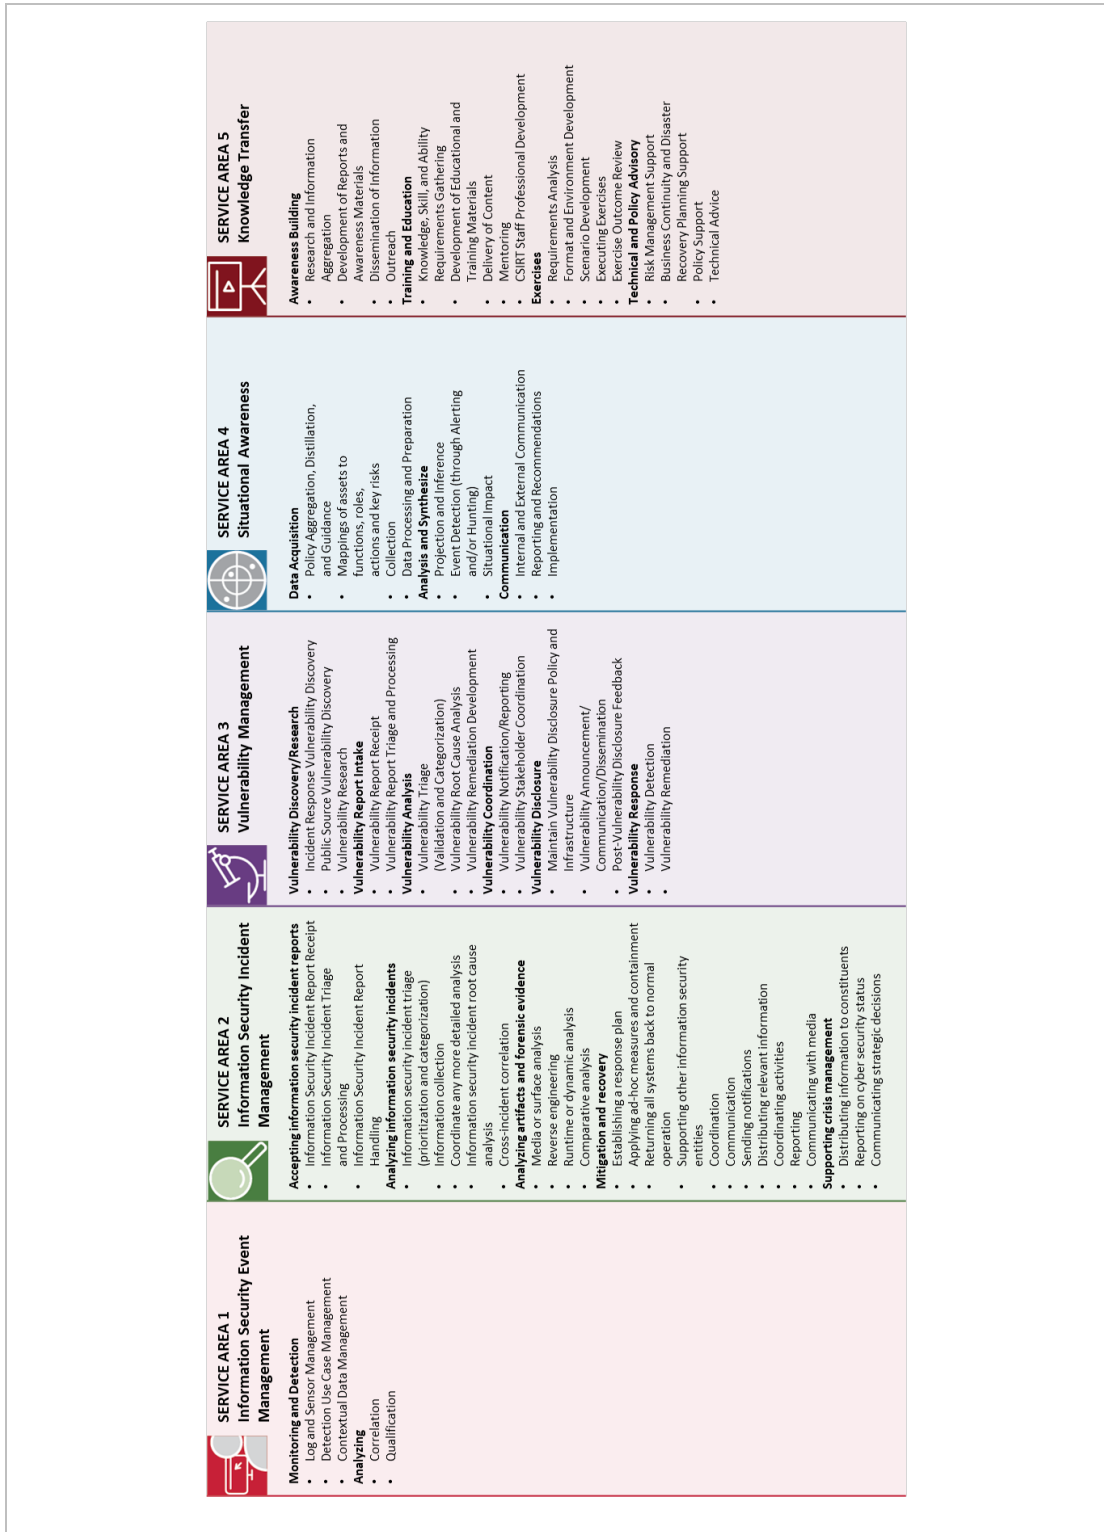 SERVICE AREA 1
Information Security Event
Management
Monitoring and Detection
• Log and Sensor Management
• Detection Use Case Management
• Contextual Data Management
Analyzing
• Correlation
• Qualification
SERVICE AREA 2
Information Security Incident
Management
Accepting information security incident reports
• Information Security Incident Report Receipt
• Information Security Incident Triage
and Processing
• Information Security Incident Report
Handling
Analyzing information security incidents
• Information security incident triage
(prioritization and categorization)
• Information collection
• Coordinate any more detailed analysis
• Information security incident root cause
analysis
• Cross-incident correlation
Analyzing artifacts and forensic evidence
• Media or surface analysis
• Reverse engineering
• Runtime or dynamic analysis
• Comparative analysis
Mitigation and recovery
• Establishing a response plan
• Applying ad-hoc measures and containment
• Returning all systems back to normal
operation
• Supporting other information security
entities
• Coordination
• Communication
• Sending notifications
• Distributing relevant information
• Coordinating activities
• Reporting
• Communicating with media
Supporting crisis management
• Distributing information to constituents
• Reporting on cyber security status
• Communicating strategic decisions
SERVICE AREA 3
Vulnerability Management
Vulnerability Discovery/Research
• Incident Response Vulnerability Discovery
• Public Source Vulnerability Discovery
• Vulnerability Research
Vulnerability Report Intake
• Vulnerability Report Receipt
• Vulnerability Report Triage and Processing
Vulnerability Analysis
• Vulnerability Triage
(Validation and Categorization)
• Vulnerability Root Cause Analysis
• Vulnerability Remediation Development
Vulnerability Coordination
• Vulnerability Notification/Reporting
• Vulnerability Stakeholder Coordination
Vulnerability Disclosure
• Maintain Vulnerability Disclosure Policy and
Infrastructure
• Vulnerability Announcement/
Communication/Dissemination
• Post-Vulnerability Disclosure Feedback
Vulnerability Response
• Vulnerability Detection
• Vulnerability Remediation
SERVICE AREA 4
Situational Awareness
Data Acquisition
• Policy Aggregation, Distillation,
and Guidance
• Mappings of assets to
functions, roles,
actions and key risks
• Collection
• Data Processing and Preparation
Analysis and Synthesize
• Projection and Inference
• Event Detection (through Alerting
and/or Hunting)
• Situational Impact
Communication
• Internal and External Communication
• Reporting and Recommendations
• Implementation
SERVICE AREA 5
Knowledge Transfer
Awareness Building
• Research and Information
Aggregation
• Development of Reports and
Awareness Materials
• Dissemination of Information
• Outreach
Training and Education
• Knowledge, Skill, and Ability
Requirements Gathering
• Development of Educational and
Training Materials
• Delivery of Content
• Mentoring
• CSIRT Staff Professional Development
Exercises
• Requirements Analysis
• Format and Environment Development
• Scenario Development
• Executing Exercises
• Exercise Outcome Review
Technical and Policy Advisory
• Risk Management Support
• Business Continuity and Disaster
Recovery Planning Support
• Policy Support
• Technical Advice